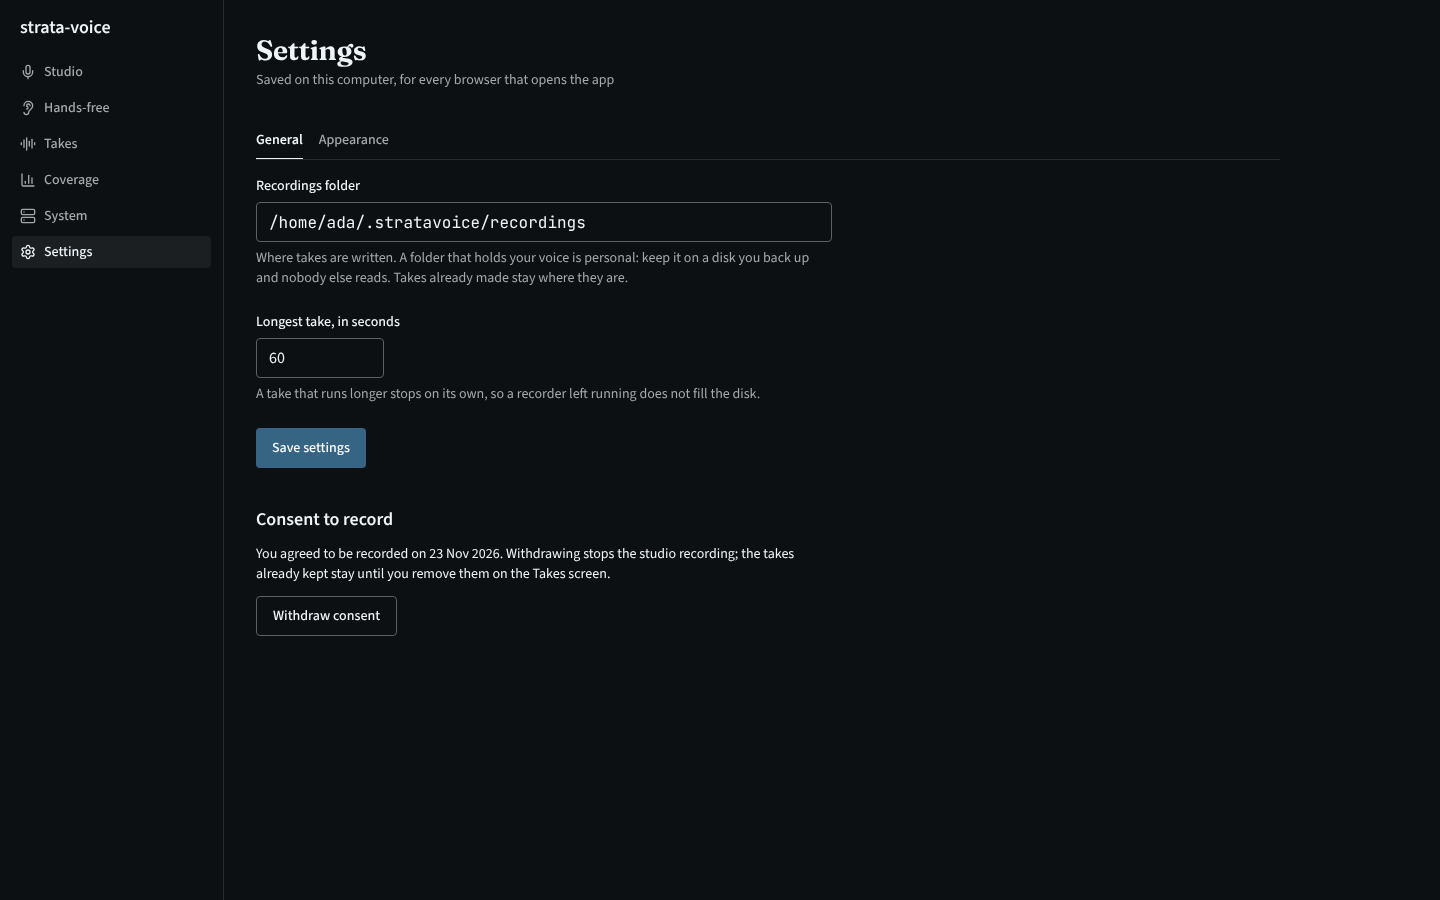 strata-voice
Studio
Hands-free
Takes
Coverage
System
Settings
Settings
Saved on this computer, for every browser that opens the app
General
Appearance
Recordings folder
/home/ada/.stratavoice/recordings
Where takes are written. A folder that holds your voice is personal: keep it on a disk you back up
and nobody else reads. Takes already made stay where they are.
Longest take, in seconds
60
A take that runs longer stops on its own, so a recorder left running does not fill the disk.
Save settings
Consent to record
You agreed to be recorded on 23 Nov 2026. Withdrawing stops the studio recording; the takes
already kept stay until you remove them on the Takes screen.
Withdraw consent